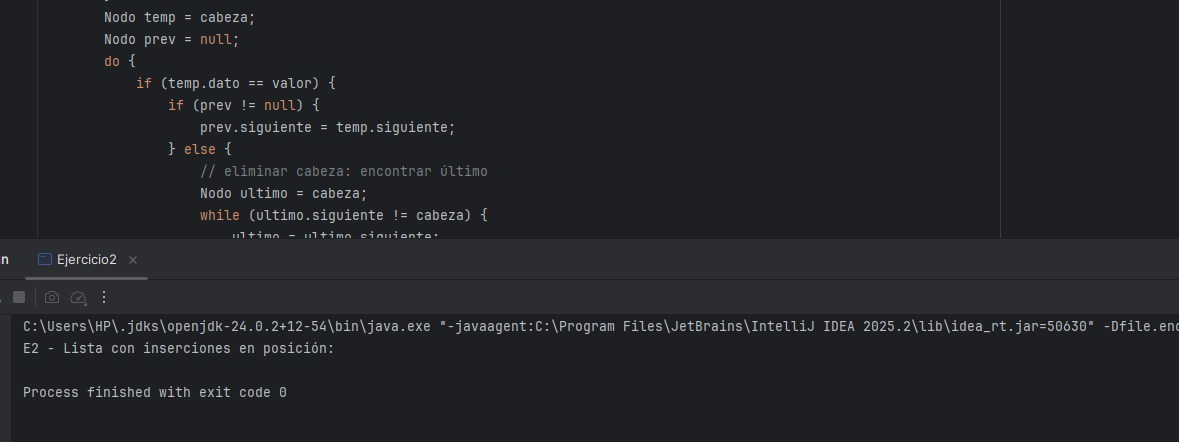 Nodo temp = cabeza;
Nodo prev = null;
do {
if (temp.dato == valor) {
if (prev != null) {
prev.siguiente = temp.siguiente;
} else {
// eliminar cabeza: encontrar último
Nodo ultimo = cabeza;
while (ultimo.siguiente != cabeza) {
ultimo = ultimo.siguiente;
n Ejercicio2
C:\Users\HP\.jdks\openjdk-24.0.2+12-54\bin\java.exe "-javaagent:C:\Program Files\JetBrains\IntelliJ IDEA 2025.2\lib\idea_rt.jar=50630" -Dfile.enc
E2 - Lista con inserciones en posición:
Process finished with exit code 0